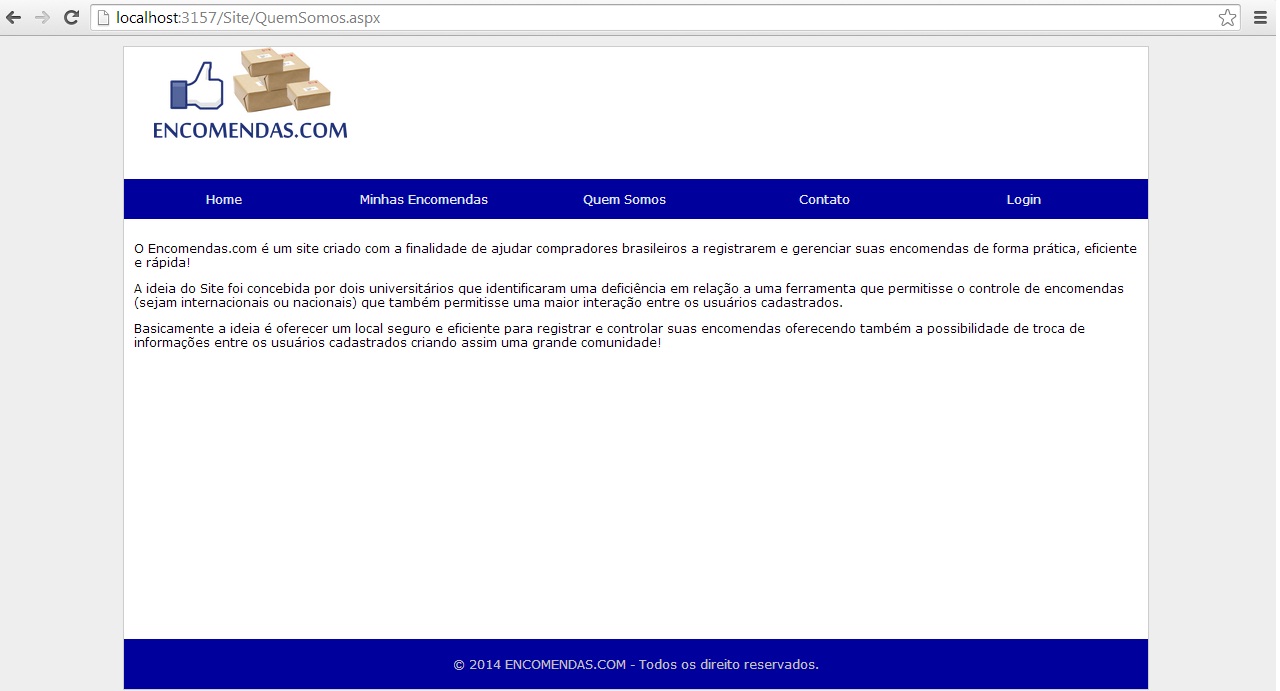 localhost:3157/Site/QuemSomos.aspx
ENCOMENDAS.COM
Home
Minhas Encomendas
Quem Somos
Contato
Login
O Encomendas.com é um site criado com a finalidade de ajudar compradores brasileiros a registrarem e gerenciar suas encomendas de forma prática, eficiente
e rápida!
A ideia do Site foi concebida por dois universitários que identificaram uma deficiência em relação a uma ferramenta que permitisse o controle de encomendas
(sejam internacionais ou nacionais) que também permitisse uma maior interação entre os usuários cadastrados.
Basicamente a ideia é oferecer um local seguro e eficiente para registrar e controlar suas encomendas oferecendo também a possibilidade de troca de
informações entre os usuários cadastrados criando assim uma grande comunidade!
© 2014 ENCOMENDAS.COM - Todos os direito reservados.